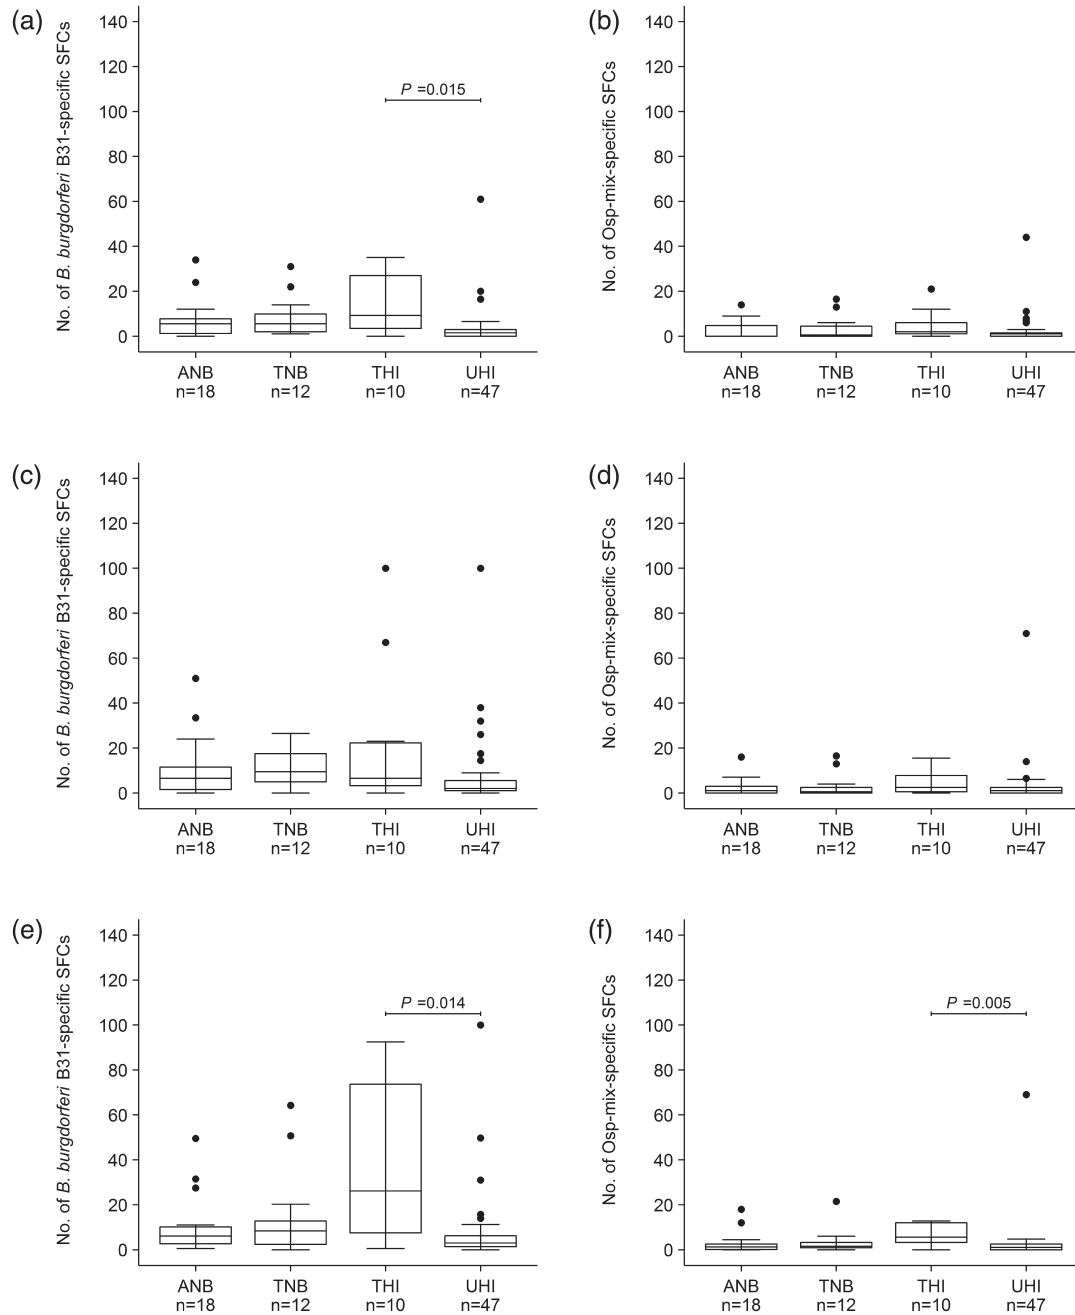 (a)
No. of B. burgdorferi B31-specific SFCs
140
120
100
80
60
40
20
0
P =0.015
ANB TNB THI UHI
n=18 n=12 n=10 n=47
(b)
No. of Osp-mix-specific SFCs
140
120
100
80
60
40
20
0
ANB TNB THI UHI
n=18 n=12 n=10 n=47
(c)
No. of B. burgdorferi B31-specific SFCs
140
120
100
80
60
40
20
0
ANB TNB THI UHI
n=18 n=12 n=10 n=47
(d)
No. of Osp-mix-specific SFCs
140
120
100
80
60
40
20
0
ANB TNB THI UHI
n=18 n=12 n=10 n=47
(e)
No. of B. burgdorferi B31-specific SFCs
140
120
100
80
60
40
20
0
P =0.014
ANB TNB THI UHI
n=18 n=12 n=10 n=47
(f)
No. of Osp-mix-specific SFCs
140
120
100
80
60
40
20
0
P =0.005
ANB TNB THI UHI
n=18 n=12 n=10 n=47